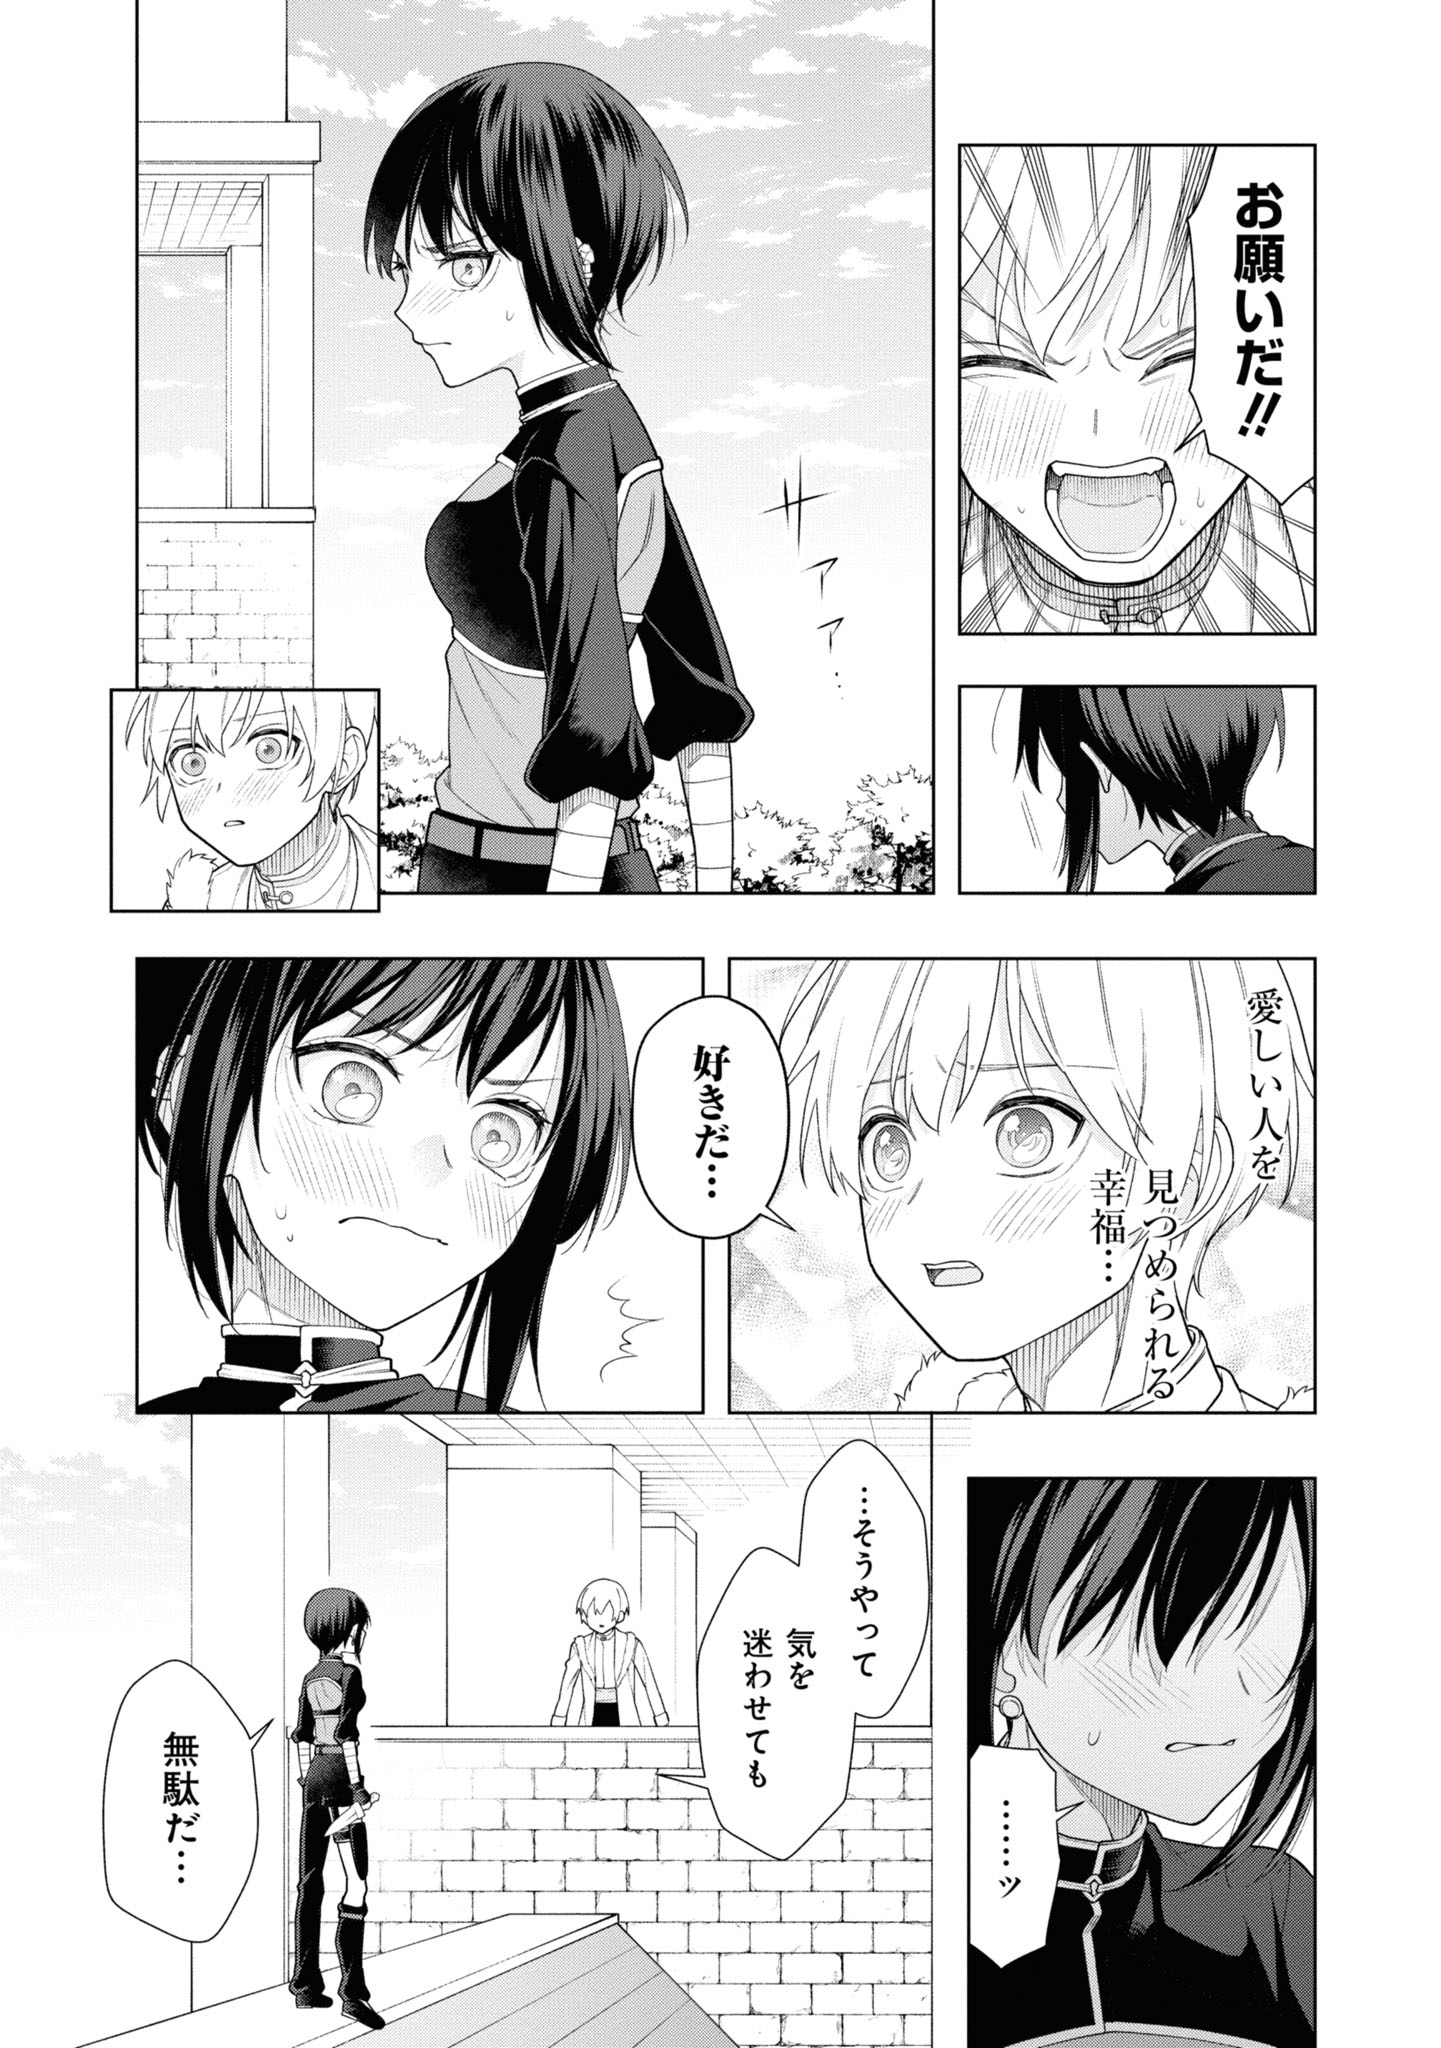 お願いだ!!
サァァ…
愛しい人を
見つめられる
幸福…
好きだ…
……ッ
…そうやって
気を
迷わせても
無駄だ…